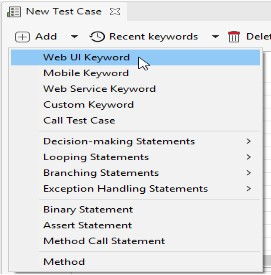 New Test Case
Add Recent keywords
Web UI Keyword
Mobile Keyword
Web Service Keyword
Custom Keyword
Call Test Case
Decision-making Statements
Looping Statements
Branching Statements
Exception Handling Statements
Binary Statement
Assert Statement
Method Call Statement
Method